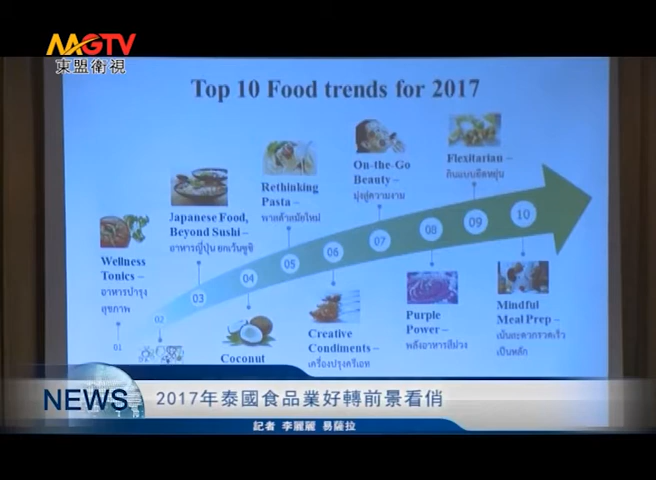 MAGTV
東盟衛視
Top 10 Food trends for 2017
Wellness
Tonics –
อาหารบำรุง
สุขภาพ
01
02
Japanese Food,
Beyond Sushi –
อาหารญี่ปุ่น ยกเว้นซูชิ
03
04
Coconut
Rethinking
Pasta –
พาสต้าสมัยใหม่
05
06
Creative
Condiments –
เครื่องปรุงครีเอท
On-the-Go
Beauty –
มุ่งสู่ความงาม
07
08
Purple
Power –
พลังอาหารสีม่วง
Flexitarian –
กินแบบยืดหยุ่น
09
10
Mindful
Meal Prep –
เน้นสะดวกรวดเร็ว
เป็นหลัก
NEWS
2017年泰國食品業好轉前景看俏
記者 李麗麗 易薩拉